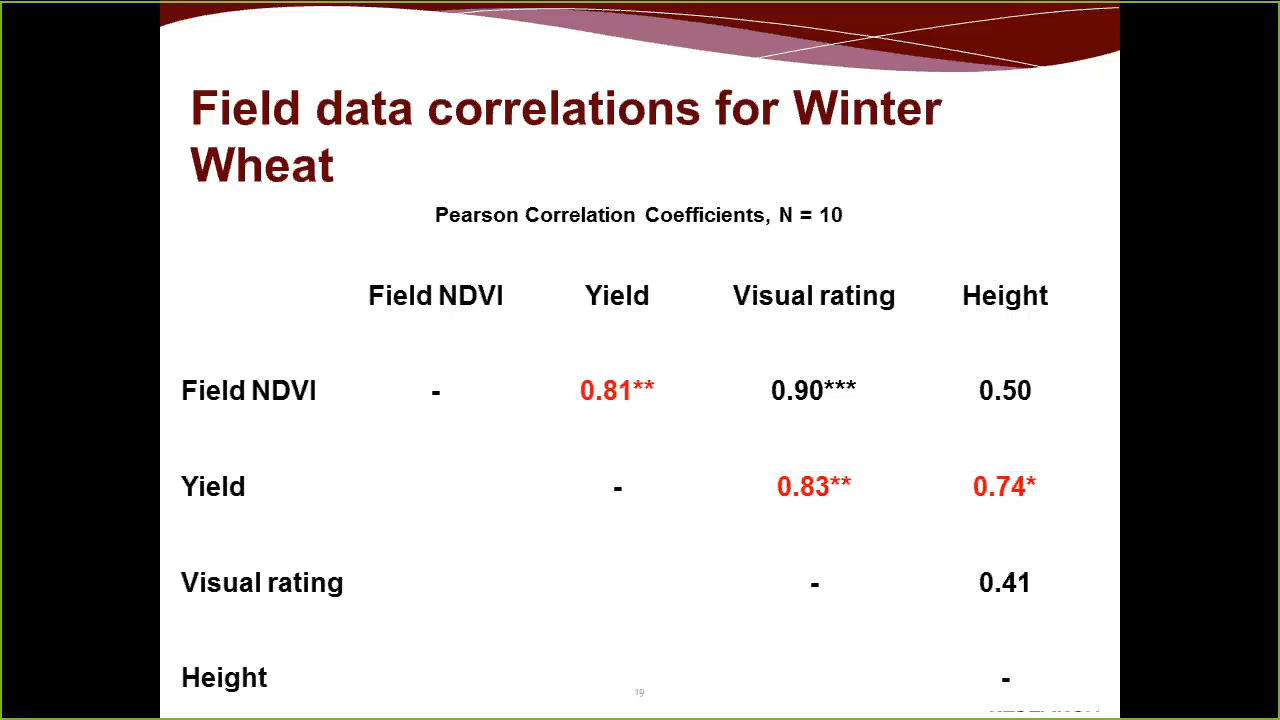 Field data correlations for Winter
Wheat
Pearson Correlation Coefficients, N = 10
Field NDVI Yield Visual rating Height
Field NDVI - 0.81** 0.90*** 0.50
Yield - 0.83** 0.74*
Visual rating - 0.41
Height -
19